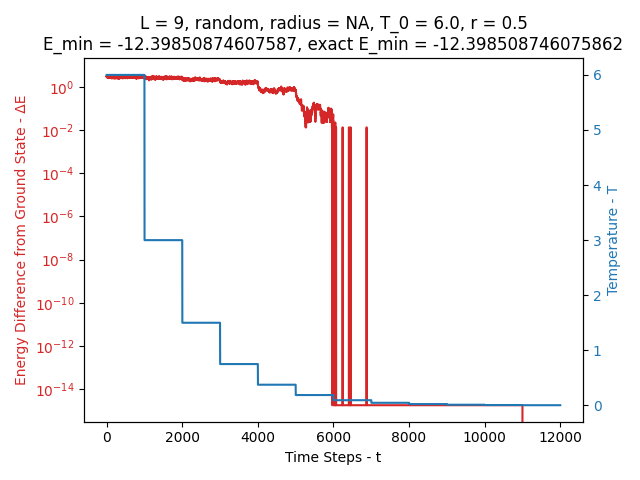 L = 9, random, radius = NA, T_0 = 6.0, r = 0.5
E_min = -12.39850874607587, exact E_min = -12.398508746075862
Energy Difference from Ground State - ΔE
10^0
10^-2
10^-4
10^-6
10^-8
10^-10
10^-12
10^-14
6
5
4
3
2
1
0
Temperature - T
0 2000 4000 6000 8000 10000 12000
Time Steps - t